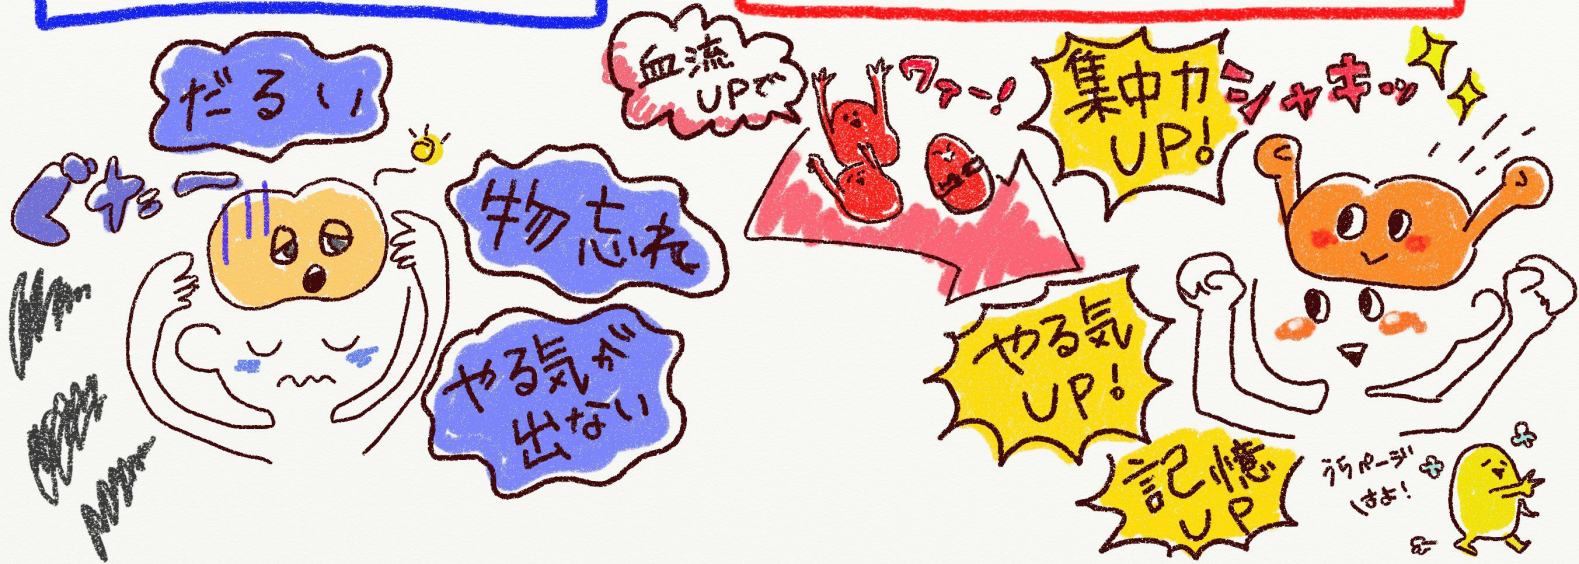 だるい
ぐたー
物忘れ
やる気が
出ない
血流
UPで
ワァー!
集中力
UP!
シャキッ
やる気
UP!
記憶
UP
うらページ